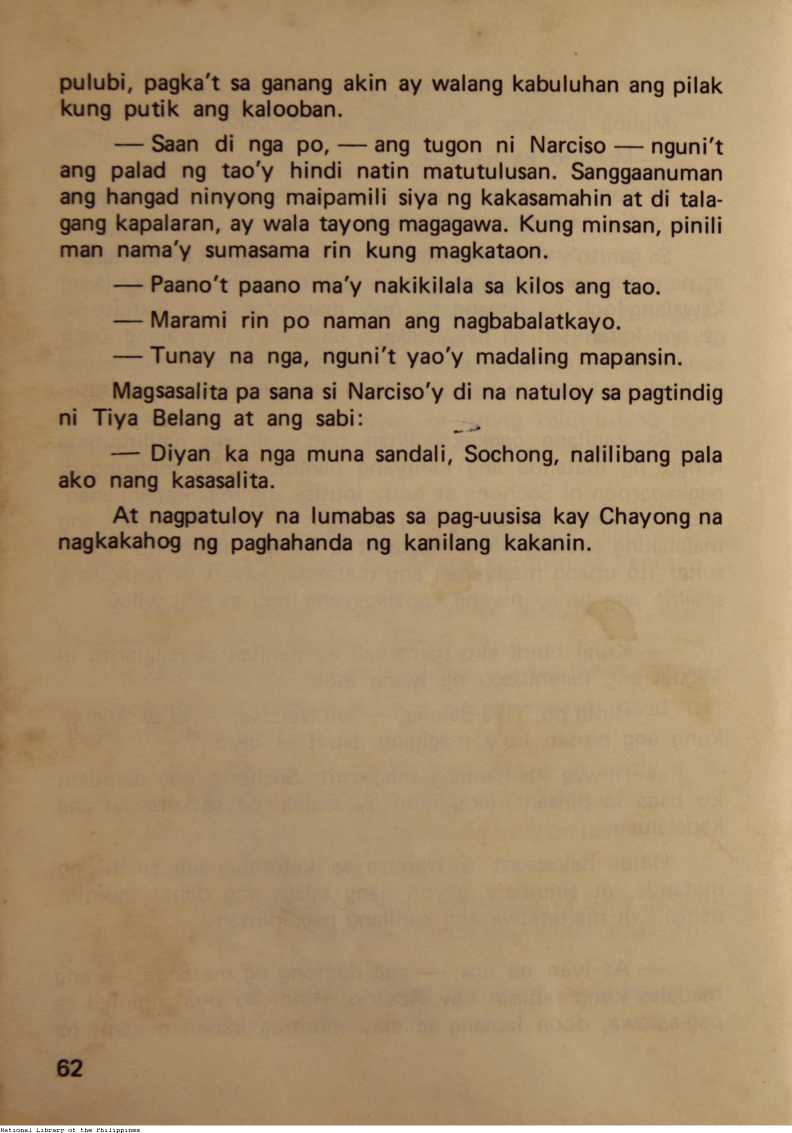 pulubi, pagka't sa ganang akin ay walang kabuluhan ang pilak
kung putik ang kalooban.
— Saan di nga po, — ang tugon ni Narciso — nguni't
ang palad ng tao'y hindi natin matutulusan. Sanggaanuman
ang hangad ninyong maipamili siya ng kakasamahin at di tala-
gang kapalaran, ay wala tayong magagawa. Kung minsan, pinili
man nama'y sumasama rin kung magkataon.
— Paano't paano ma'y nakikilala sa kilos ang tao.
— Marami rin po naman ang nagbabalatkayo.
— Tunay na nga, nguni't yao'y madaling mapansin.
Magsasalita pa sana si Narciso'y di na natuloy sa pagtindig
ni Tiya Belang at ang sabi:
— Diyan ka nga muna sandali, Sochong, nalilibang pala
ako nang kasasalita.
At nagpatuloy na lumabas sa pag-uusisa kay Chayong na
nagkakahog ng paghahanda ng kanilang kakanin.
62
National Library of the Philippines